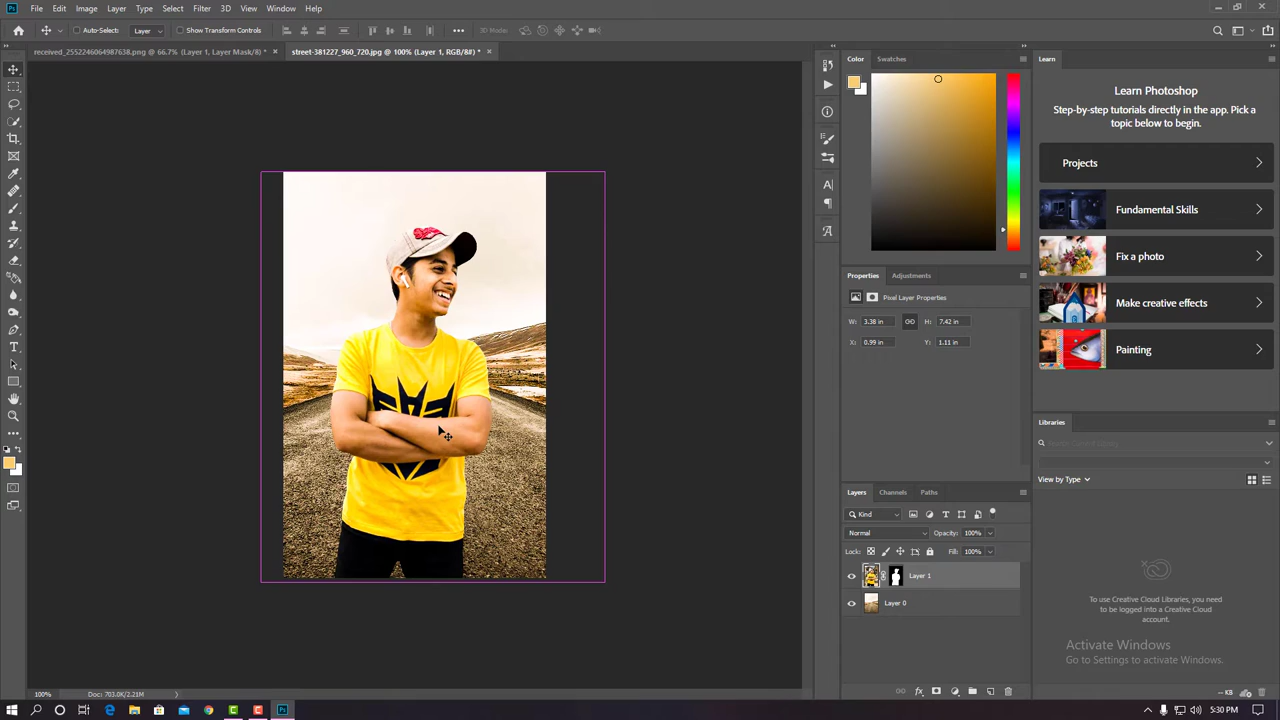 File Edit Image Layer Type Select Filter 3D View Window Help
Auto-Select: Layer Show Transform Controls 3D Mode:
received_2552246064987638.png @ 66.7% (Layer 1, Layer Mask/8) * × street-381227_960_720.jpg @ 100% (Layer 1, RGB/8#) * ×
Color Swatches
Learn
Learn Photoshop
Step-by-step tutorials directly in the app. Pick a
topic below to begin.
Projects
Fundamental Skills
Fix a photo
Make creative effects
Painting
Properties Adjustments
Pixel Layer Properties
W: 3.38 in H: 7.42 in
X: 0.99 in Y: 1.11 in
Libraries
View by Type
To use Creative Cloud Libraries, you need
to be logged into a Creative Cloud
account.
Layers Channels Paths
Kind
Normal Opacity: 100%
Lock: Fill: 100%
Layer 1
Layer 0
Activate Windows
Go to Settings to activate Windows.
-- KB
100% Doc: 703.0K/2.21M
5:30 PM